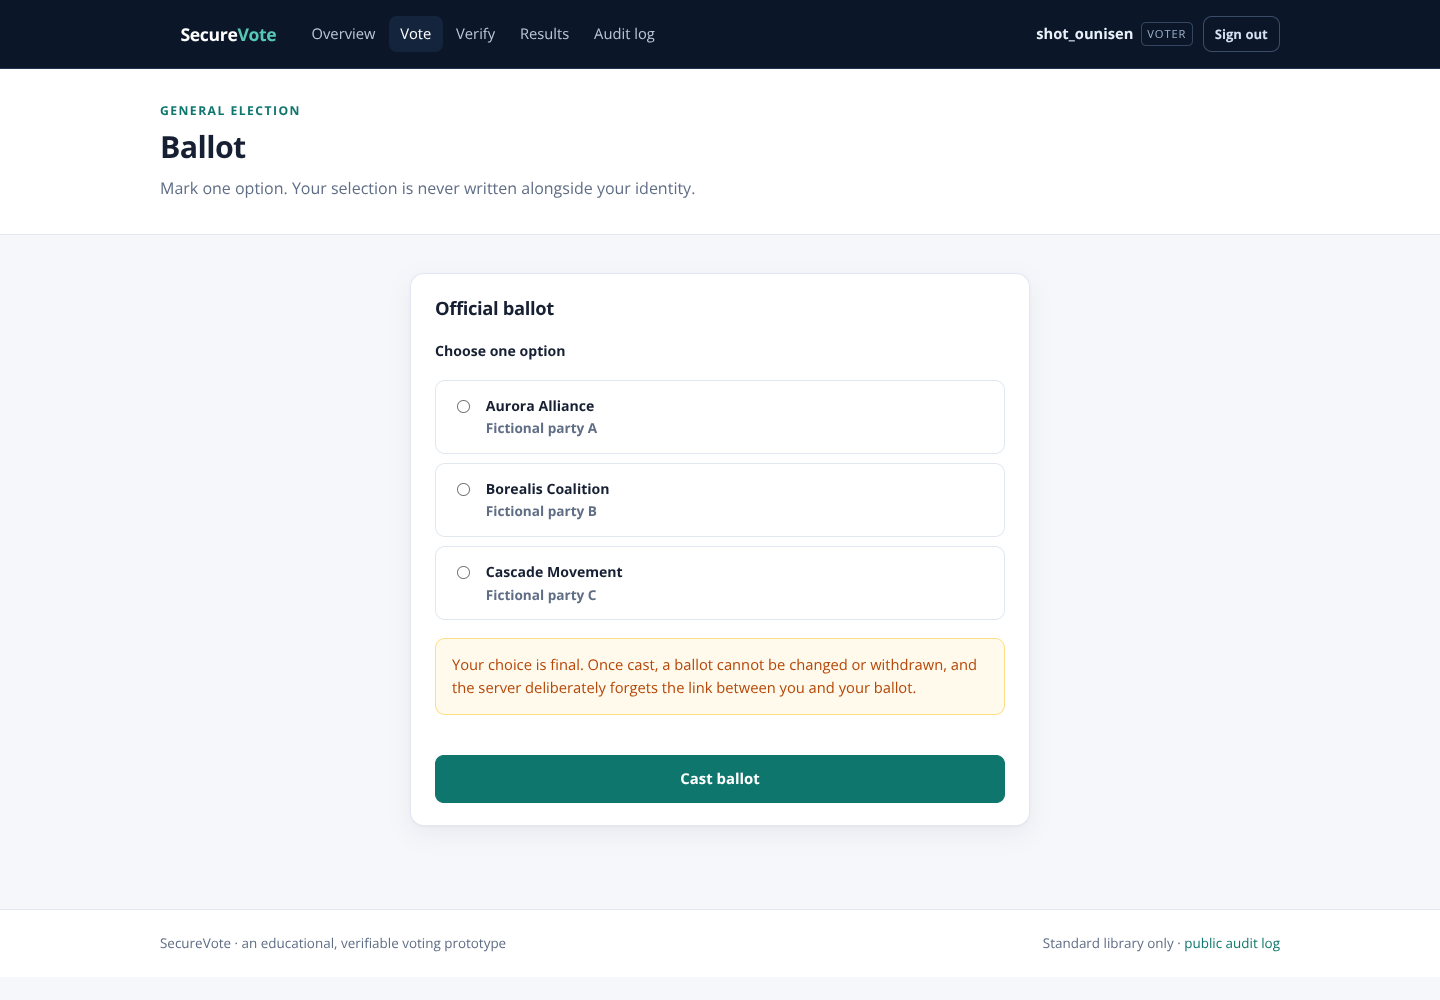 SecureVote Overview Vote Verify Results Audit log shot_ounisen VOTER Sign out
GENERAL ELECTION
Ballot
Mark one option. Your selection is never written alongside your identity.
Official ballot
Choose one option
Aurora Alliance
Fictional party A
Borealis Coalition
Fictional party B
Cascade Movement
Fictional party C
Your choice is final. Once cast, a ballot cannot be changed or withdrawn, and
the server deliberately forgets the link between you and your ballot.
Cast ballot
SecureVote · an educational, verifiable voting prototype Standard library only · public audit log